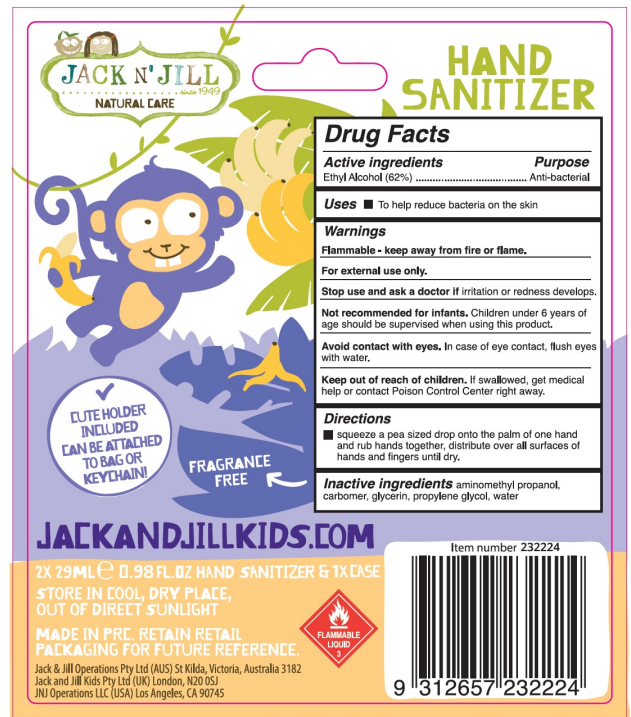 JACK N' JILL
since 1949
NATURAL CARE
HAND
SANITIZER
Drug Facts
Active ingredients Purpose
Ethyl Alcohol (62%) ................................ Anti-bacterial
Uses ■ To help reduce bacteria on the skin
Warnings
Flammable - keep away from fire or flame.
For external use only.
Stop use and ask a doctor if irritation or redness develops.
Not recommended for infants. Children under 6 years of
age should be supervised when using this product.
Avoid contact with eyes. In case of eye contact, flush eyes
with water.
Keep out of reach of children. If swallowed, get medical
help or contact Poison Control Center right away.
Directions
■ squeeze a pea sized drop onto the palm of one hand
and rub hands together, distribute over all surfaces of
hands and fingers until dry.
Inactive ingredients aminomethyl propanol,
carbomer, glycerin, propylene glycol, water
✓
CUTE HOLDER
INCLUDED
CAN BE ATTACHED
TO BAG OR
KEYCHAIN!
FRAGRANCE
FREE
JACKANDJILLKIDS.COM
2X 29ML℮ 0.98 FL.OZ HAND SANITIZER & 1X CASE
STORE IN COOL, DRY PLACE,
OUT OF DIRECT SUNLIGHT
MADE IN PRC. RETAIN RETAIL
PACKAGING FOR FUTURE REFERENCE.
Jack & Jill Operations Pty Ltd (AUS) St Kilda, Victoria, Australia 3182
Jack and Jill Kids Pty Ltd (UK) London, N20 0SJ
JNJ Operations LLC (USA) Los Angeles, CA 90745
FLAMMABLE
LIQUID
3
Item number 232224
9 312657 232224